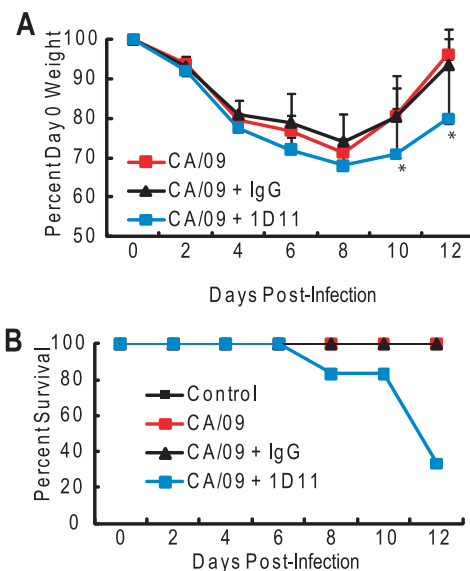 A
Percent Day 0 Weight
100
90
80
70
60
50
CA/09
CA/09 + IgG
CA/09 + 1D11
*
*
0 2 4 6 8 10 12
Days Post-Infection
B
Percent Survival
100
80
60
40
20
0
Control
CA/09
CA/09 + IgG
CA/09 + 1D11
0 2 4 6 8 10 12
Days Post-Infection